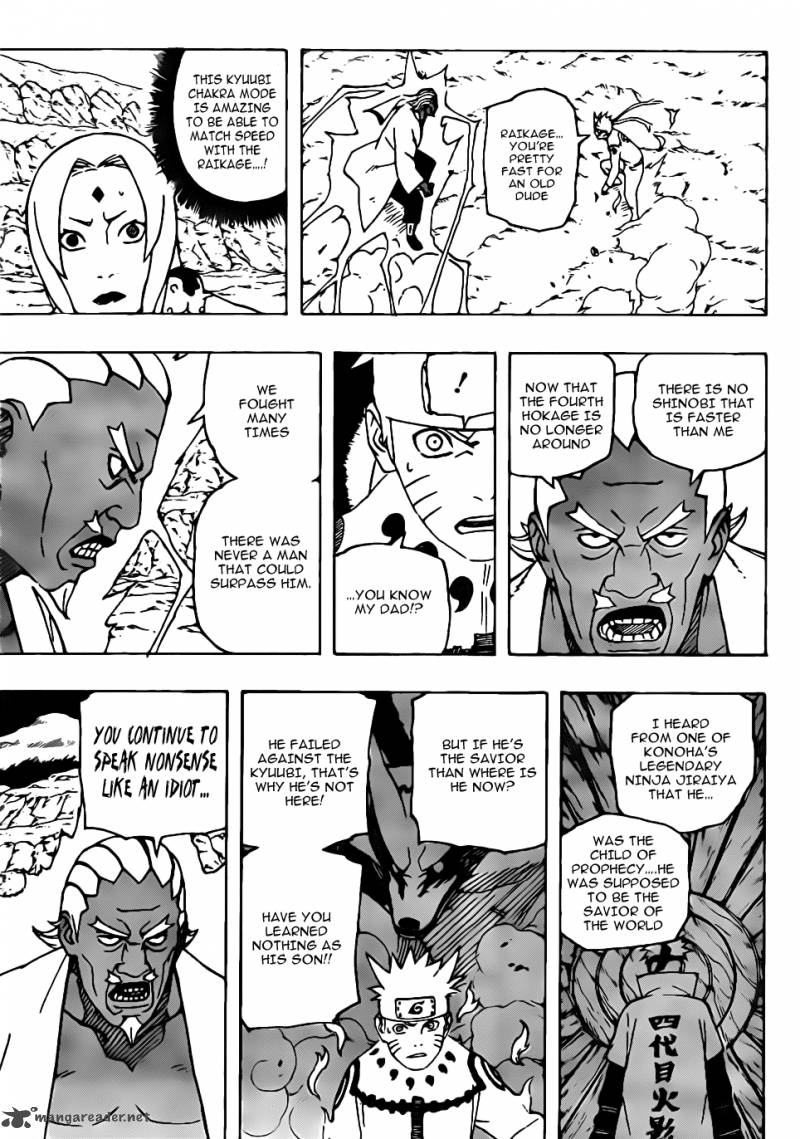 RAIKAGE...
YOU'RE
PRETTY
FAST FOR
AN OLD
DUDE
THIS KYUUBI
CHAKRA MODE
IS AMAZING
TO BE ABLE TO
MATCH SPEED
WITH THE
RAIKAGE....!
THERE IS NO
SHINOBI THAT
IS FASTER
THAN ME
NOW THAT
THE FOURTH
HOKAGE IS
NO LONGER
AROUND
!
...YOU KNOW
MY DAD!?
WE
FOUGHT
MANY
TIMES
THERE WAS
NEVER A MAN
THAT COULD
SURPASS HIM.
I HEARD
FROM ONE OF
KONOHA'S
LEGENDARY
NINJA JIRAIYA
THAT HE...
WAS THE
CHILD OF
PROPHECY....HE
WAS SUPPOSED
TO BE THE
SAVIOR OF
THE WORLD
四代目火影
BUT IF HE'S
THE SAVIOR
THAN WHERE IS
HE NOW?
HE FAILED
AGAINST THE
KYUUBI, THAT'S
WHY HE'S NOT
HERE!
HAVE YOU
LEARNED
NOTHING AS
HIS SON!!
YOU CONTINUE TO
SPEAK NONSENSE
LIKE AN IDIOT...
mangareader.net